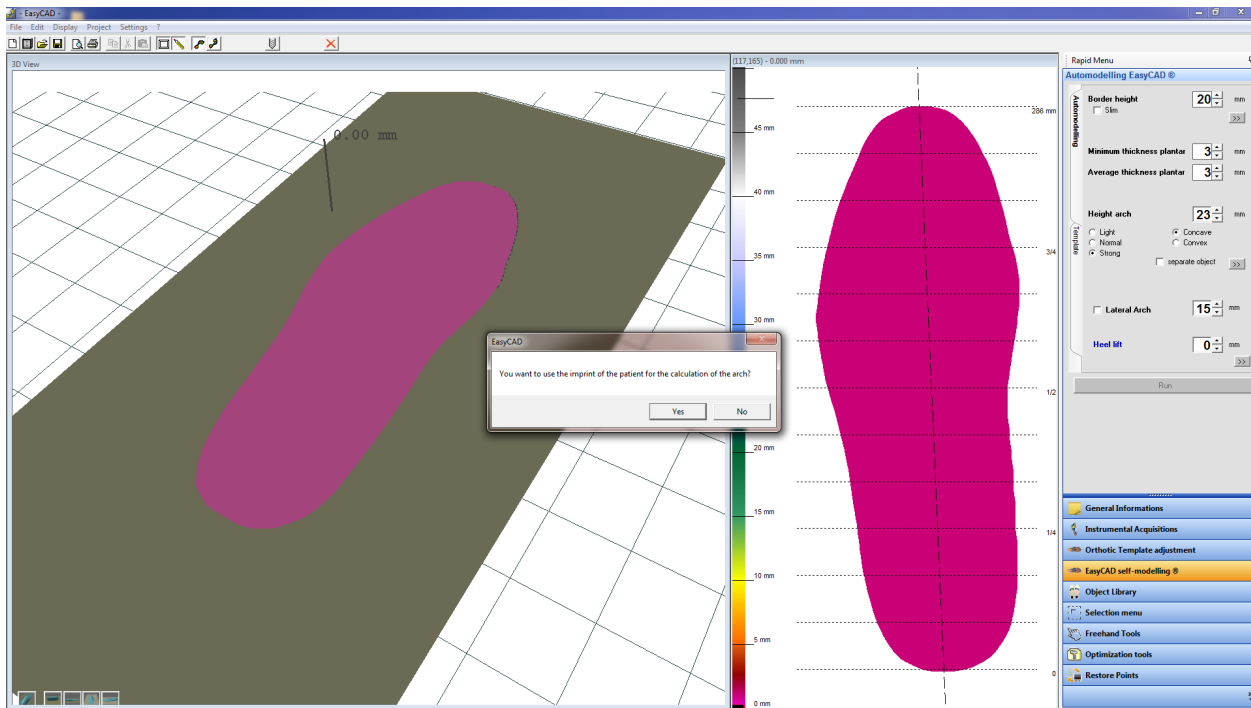 - EasyCAD -
File Edit Display Project Settings ?
3D View
0.00 mm
(117,165) - 0.000 mm
45 mm
40 mm
35 mm
30 mm
20 mm
15 mm
10 mm
5 mm
0 mm
286 mm
3/4
1/2
1/4
0
EasyCAD
You want to use the imprint of the patient for the calculation of the arch?
Yes No
Rapid Menu
Automodelling EasyCAD ®
Automodelling
Template
Border height 20 mm
Slim >>
Minimum thickness plantar 3 mm
Average thickness plantar 3 mm
Height arch 23 mm
Light Concave
Normal Convex
Strong
separate object >>
Lateral Arch 15 mm
Heel lift 0 mm
>>
Run
General Informations
Instrumental Acquisitions
Orthotic Template adjustment
EasyCAD self-modelling ®
Object Library
Selection menu
Freehand Tools
Optimization tools
Restore Points